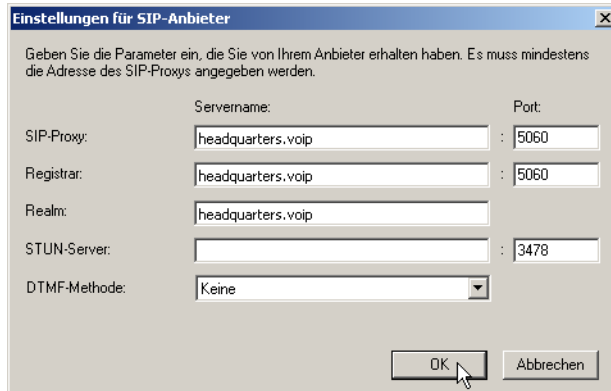 Einstellungen für SIP-Anbieter
Geben Sie die Parameter ein, die Sie von Ihrem Anbieter erhalten haben. Es muss mindestens
die Adresse des SIP-Proxys angegeben werden.
Servername: Port:
SIP-Proxy: headquarters.voip : 5060
Registrar: headquarters.voip : 5060
Realm: headquarters.voip
STUN-Server: : 3478
DTMF-Methode: Keine
OK Abbrechen